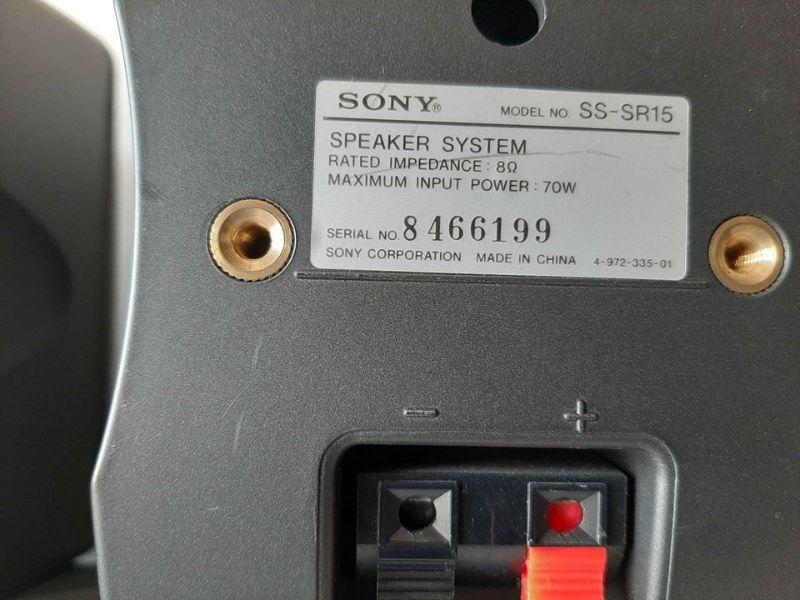 SONY® MODEL NO. SS-SR15
SPEAKER SYSTEM
RATED IMPEDANCE : 8Ω
MAXIMUM INPUT POWER : 70W
SERIAL NO. 8466199
SONY CORPORATION MADE IN CHINA 4-972-335-01
− +